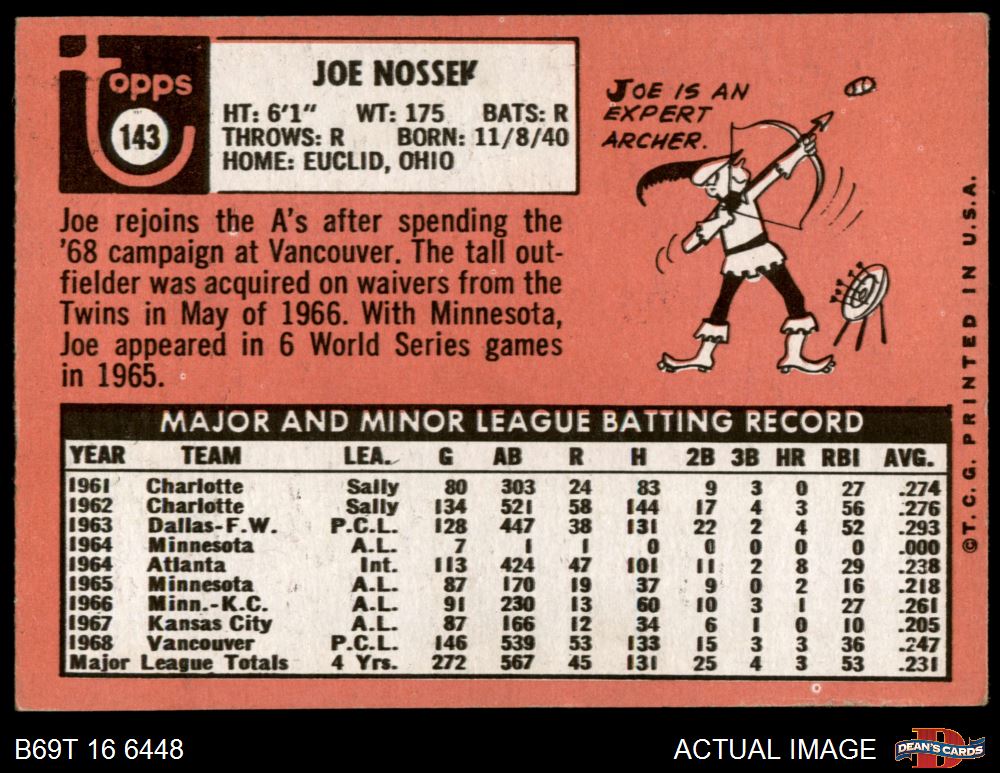 topps
143
JOE NOSSEK
HT: 6'1" WT: 175 BATS: R
THROWS: R BORN: 11/8/40
HOME: EUCLID, OHIO
JOE IS AN
EXPERT
ARCHER.
Joe rejoins the A's after spending the
'68 campaign at Vancouver. The tall out-
fielder was acquired on waivers from the
Twins in May of 1966. With Minnesota,
Joe appeared in 6 World Series games
in 1965.
MAJOR AND MINOR LEAGUE BATTING RECORD
YEAR TEAM LEA. G AB R H 2B 3B HR RBI AVG.
1961 Charlotte Sally 80 303 24 83 9 3 0 27 .274
1962 Charlotte Sally 134 521 58 144 17 4 3 56 .276
1963 Dallas-F.W. P.C.L. 128 447 38 131 22 2 4 52 .293
1964 Minnesota A.L. 7 1 1 0 0 0 0 0 .000
1964 Atlanta Int. 113 424 47 101 11 2 8 29 .238
1965 Minnesota A.L. 87 170 19 37 9 0 2 16 .218
1966 Minn.-K.C. A.L. 91 230 13 60 10 3 1 27 .261
1967 Kansas City A.L. 87 166 12 34 6 1 0 10 .205
1968 Vancouver P.C.L. 146 539 53 133 15 3 3 36 .247
Major League Totals 4 Yrs. 272 567 45 131 25 4 3 53 .231
©T.C.G. PRINTED IN U.S.A.
B69T 16 6448
ACTUAL IMAGE
DEAN'S CARDS